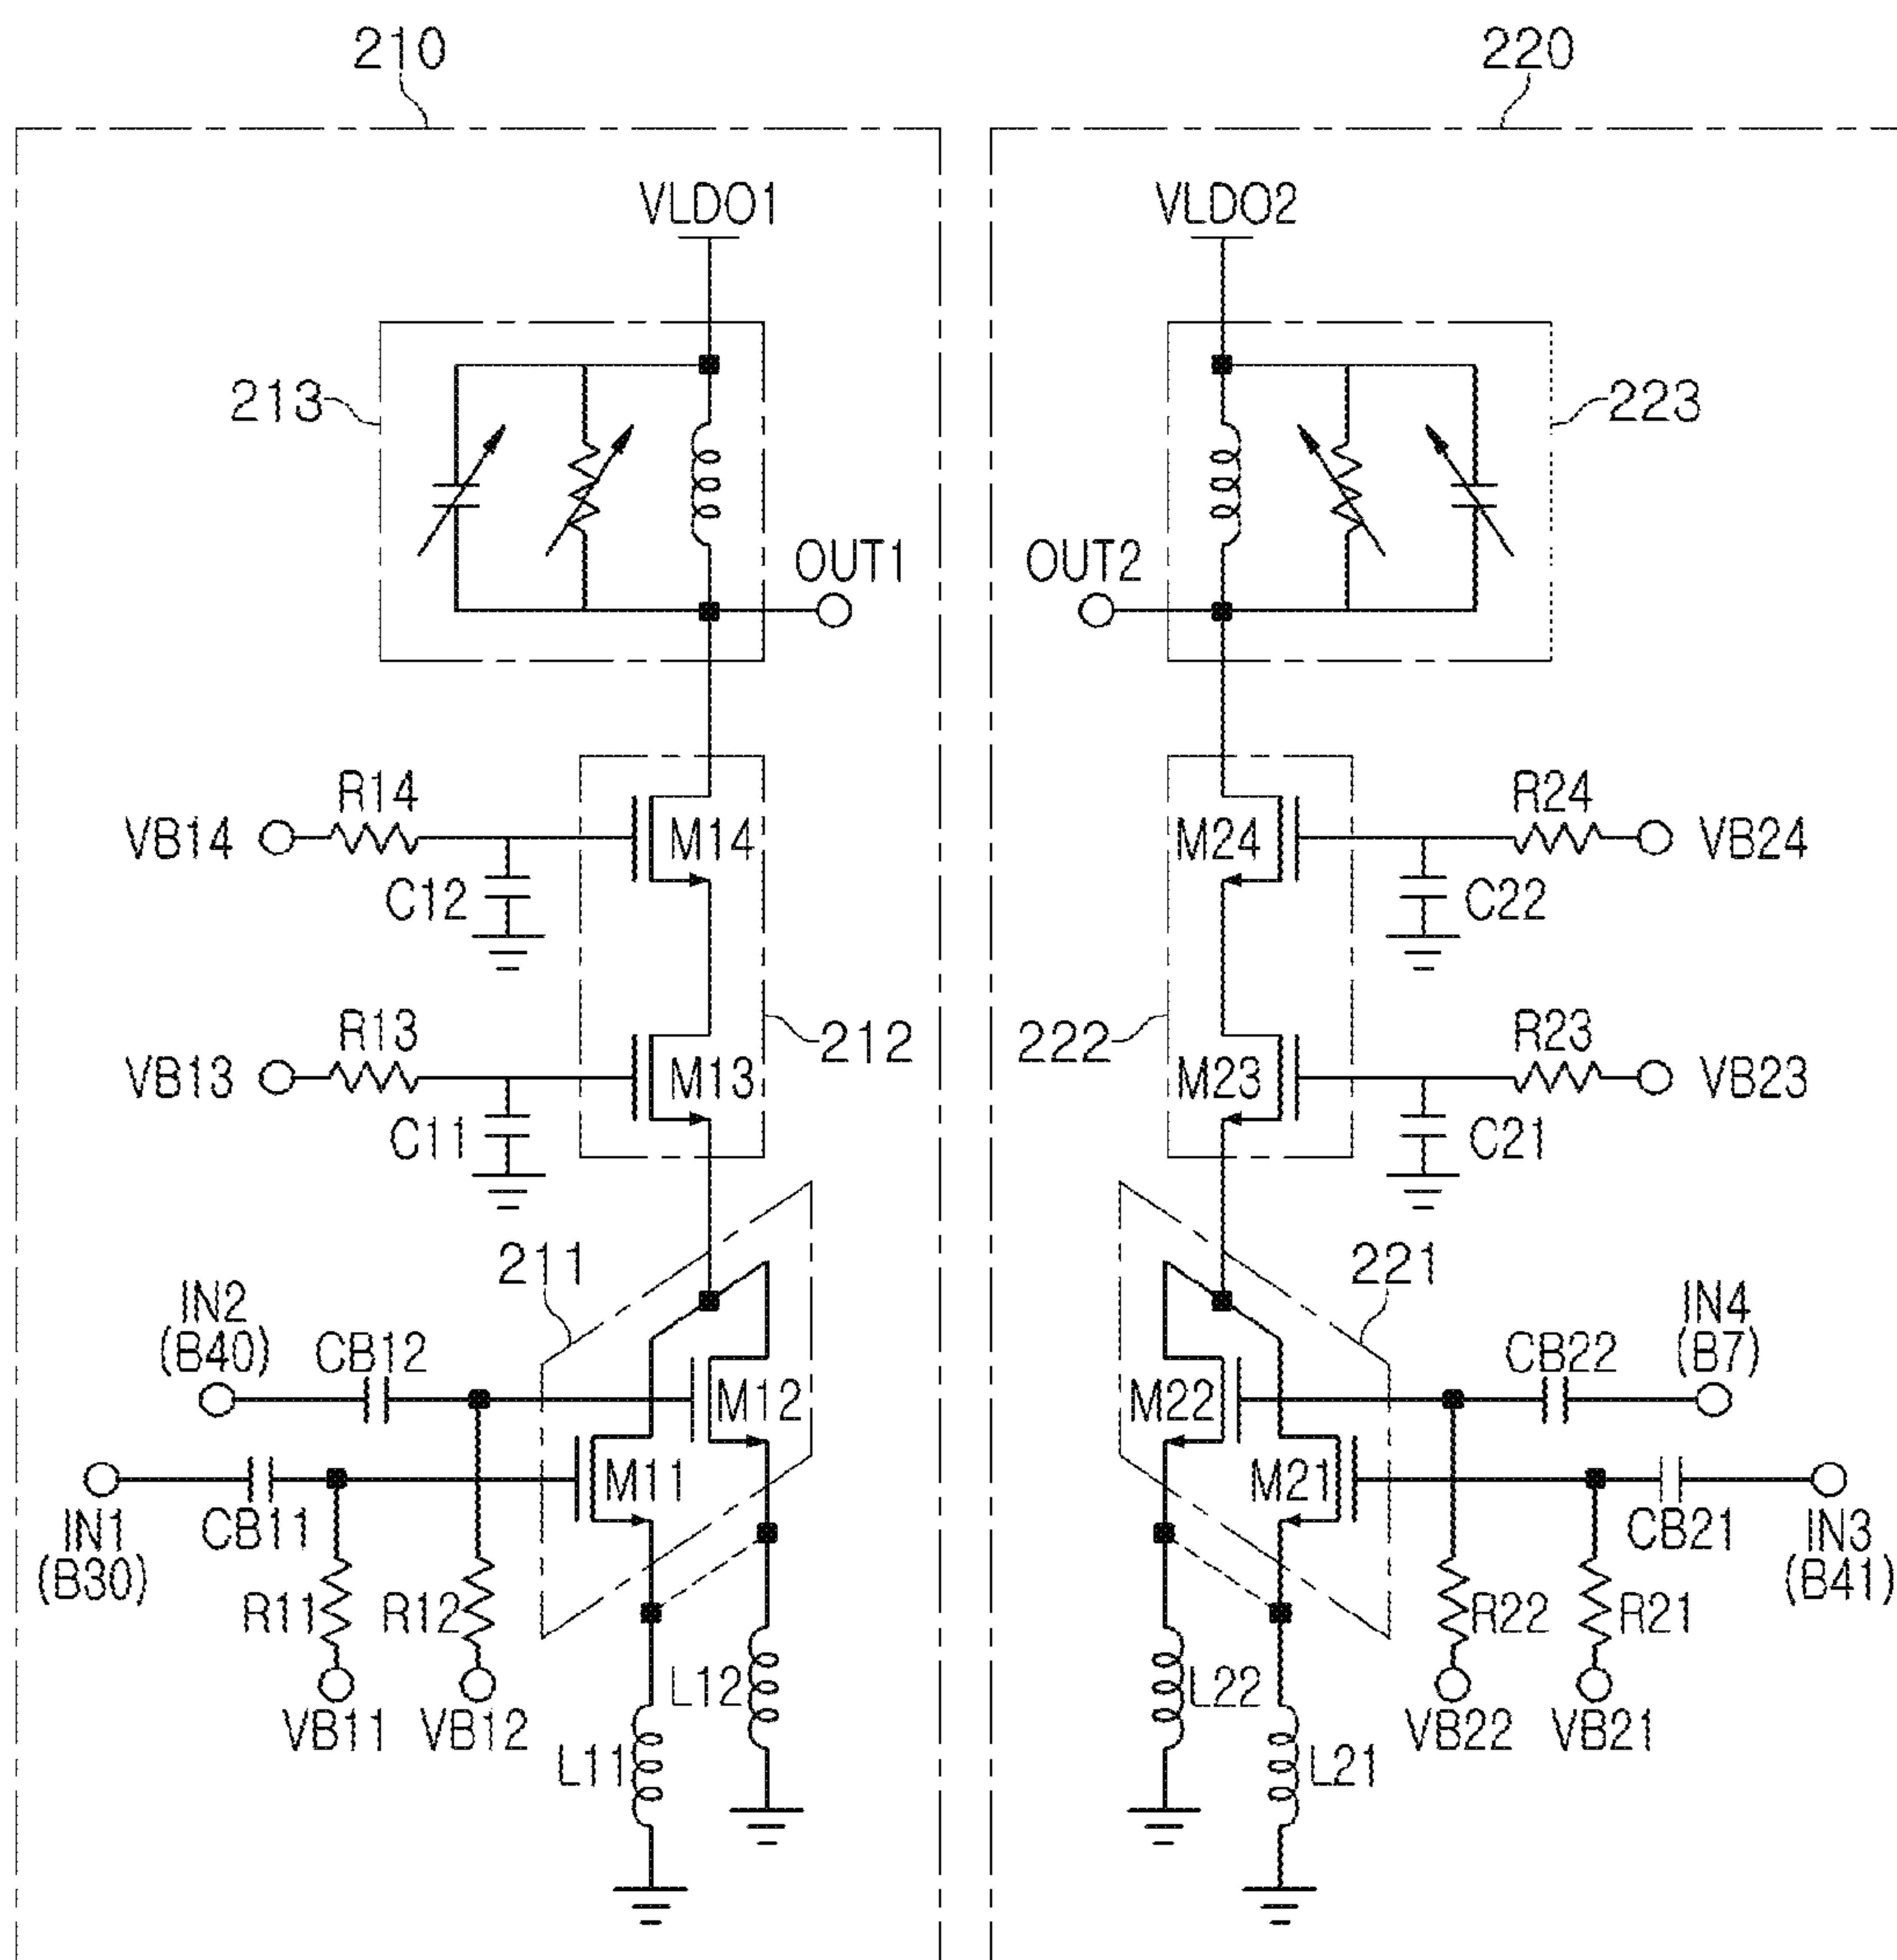 210
220
VLDO1
VLDO2
213
223
OUT1
OUT2
R14
VB14
M14
C12
M24
R24
VB24
C22
R13
VB13
M13
C11
212
222
M23
R23
VB23
C21
211
221
IN2
(B40)
CB12
M12
M22
CB22
IN4
(B7)
IN1
(B30)
CB11
M11
M21
CB21
IN3
(B41)
R11
R12
R22
R21
VB11
VB12
L12
L22
VB22
VB21
L11
L21